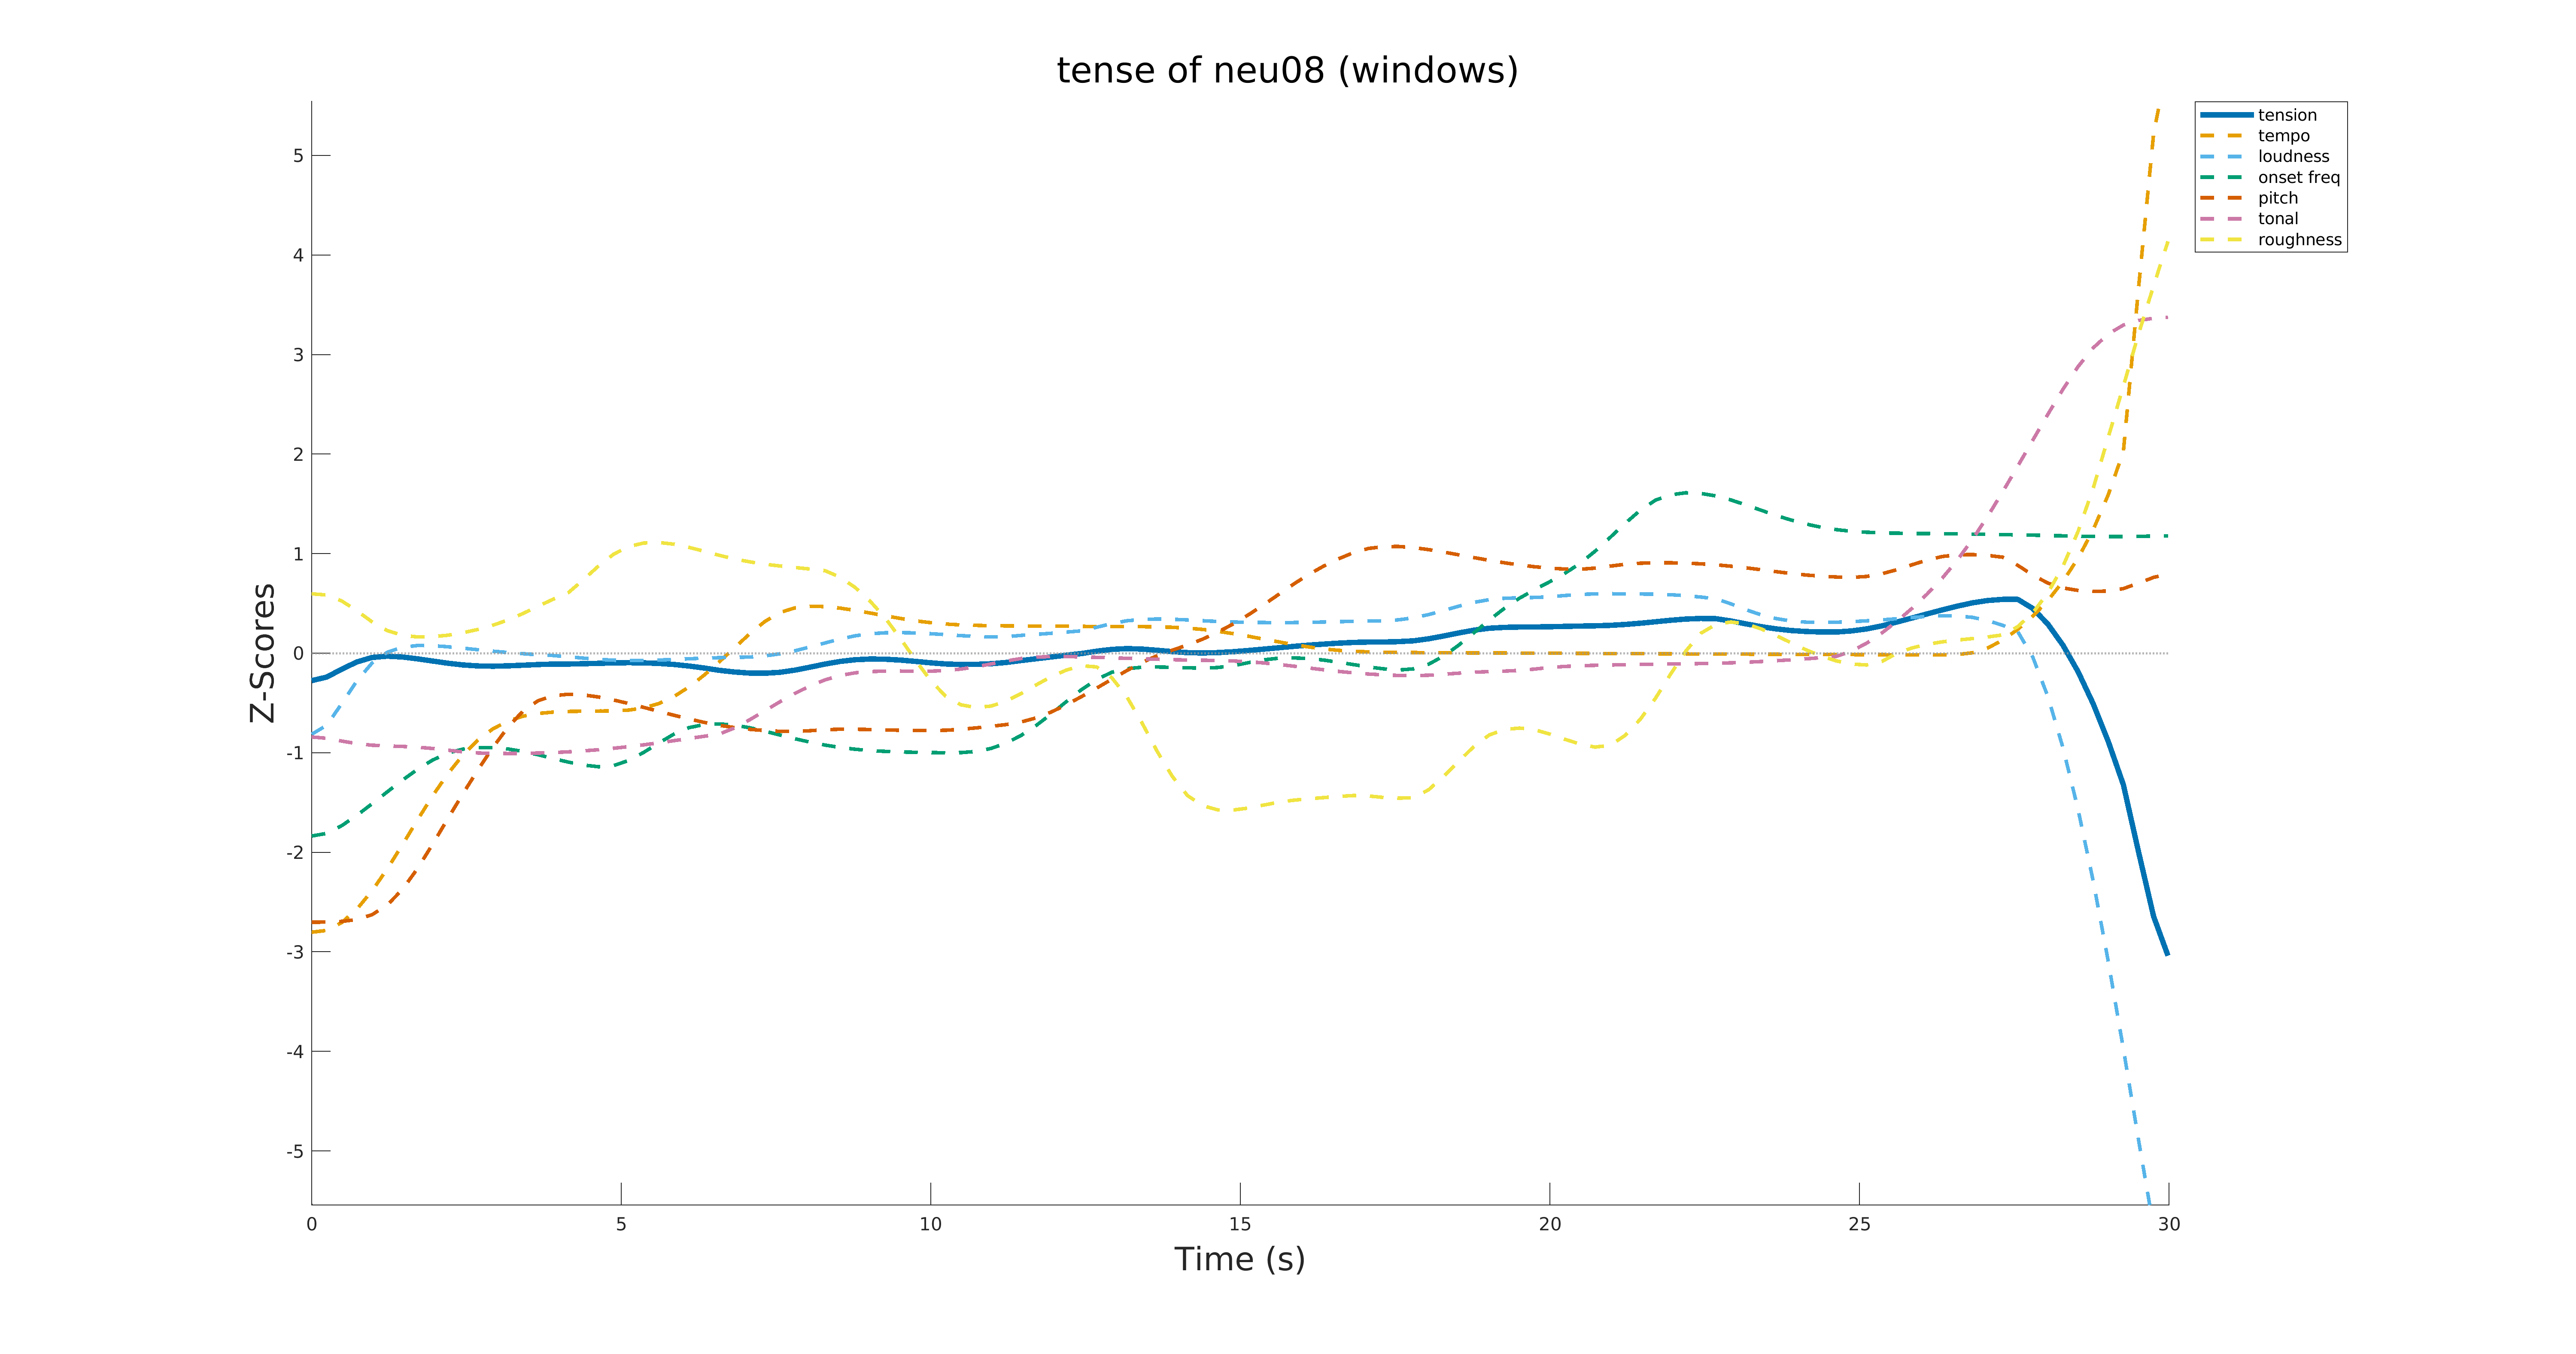 tense of neu08 (windows)
tension
tempo
loudness
onset freq
pitch
tonal
roughness
5
4
3
2
1
0
-1
-2
-3
-4
-5
Z-Scores
0 5 10 15 20 25 30
Time (s)